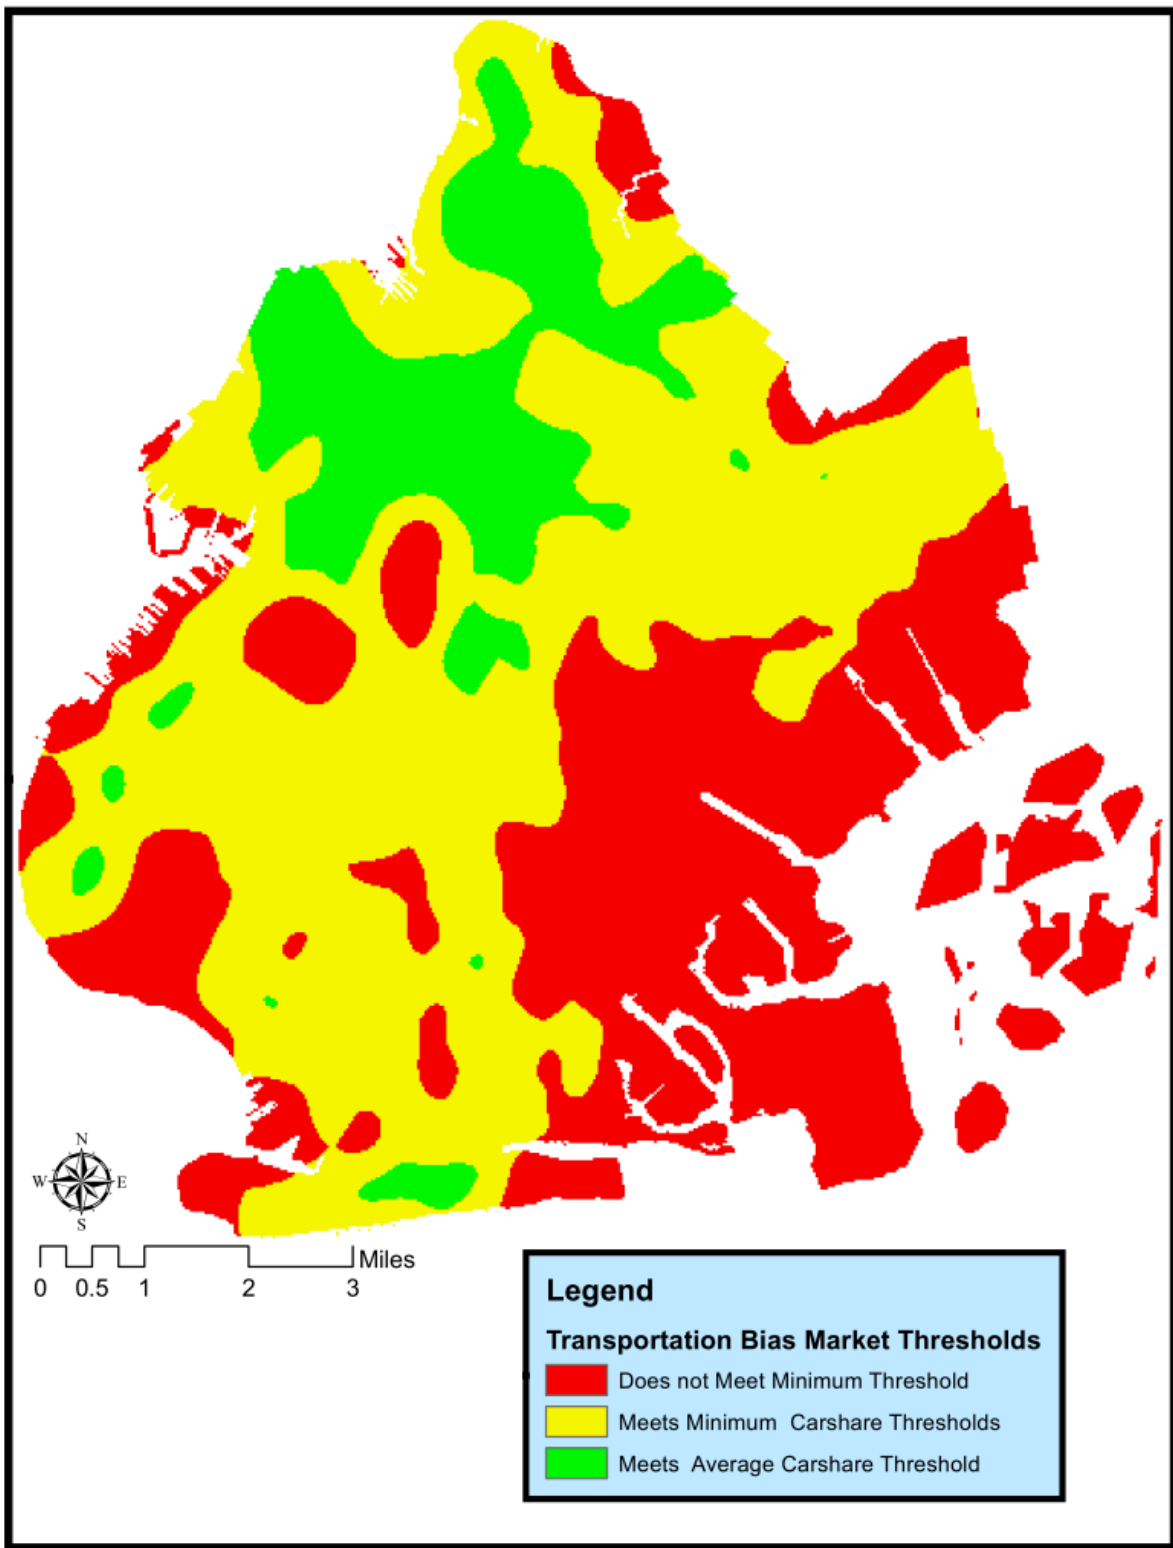 N
W E
S
Miles
0 0.5 1 2 3
Legend
Transportation Bias Market Thresholds
Does not Meet Minimum Threshold
Meets Minimum Carshare Thresholds
Meets Average Carshare Threshold